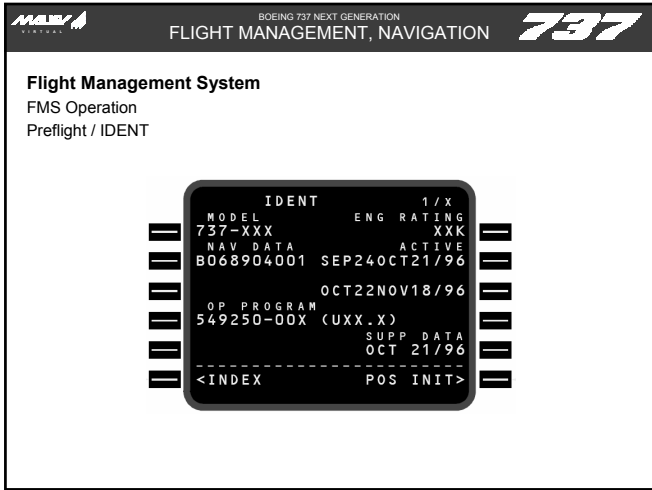 MALEV
VIRTUAL
BOEING 737 NEXT GENERATION
FLIGHT MANAGEMENT, NAVIGATION
737
Flight Management System
FMS Operation
Preflight / IDENT
IDENT 1/X
MODEL ENG RATING
737-XXX XXK
NAV DATA ACTIVE
B068904001 SEP24OCT21/96
OCT22NOV18/96
OP PROGRAM
549250-00X (UXX.X)
SUPP DATA
OCT 21/96
--------------------------------
<INDEX POS INIT>